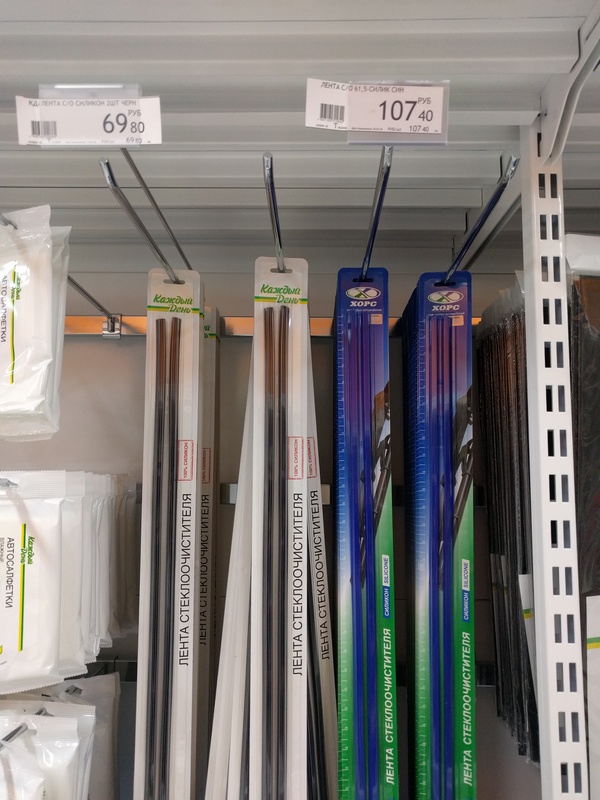 ЖД ЛЕНТА С/О СИЛИКОН 2ШТ ЧЕРН
69 РУБ 80
69 80
ЛЕНТА С/О 61,5-СИЛИК СИН
107 РУБ 40
107 40
Каждый
День
100% СИЛИКОН
ЛЕНТА СТЕКЛООЧИСТИТЕЛЯ
ЛЕНТА СТЕКЛООЧИСТИТЕЛЯ
Каждый
День
100% СИЛИКОН
ЛЕНТА СТЕКЛООЧИСТИТЕЛЯ
ЛЕНТА СТЕКЛООЧИСТИТЕЛЯ
ХОРС
СИЛИКОН SILICONE
ЛЕНТА СТЕКЛООЧИСТИТЕЛЯ
ХОРС
СИЛИКОН SILICONE
ЛЕНТА СТЕКЛООЧИСТИТЕЛЯ
Каждый
День
АВТОСАЛФЕТКИ